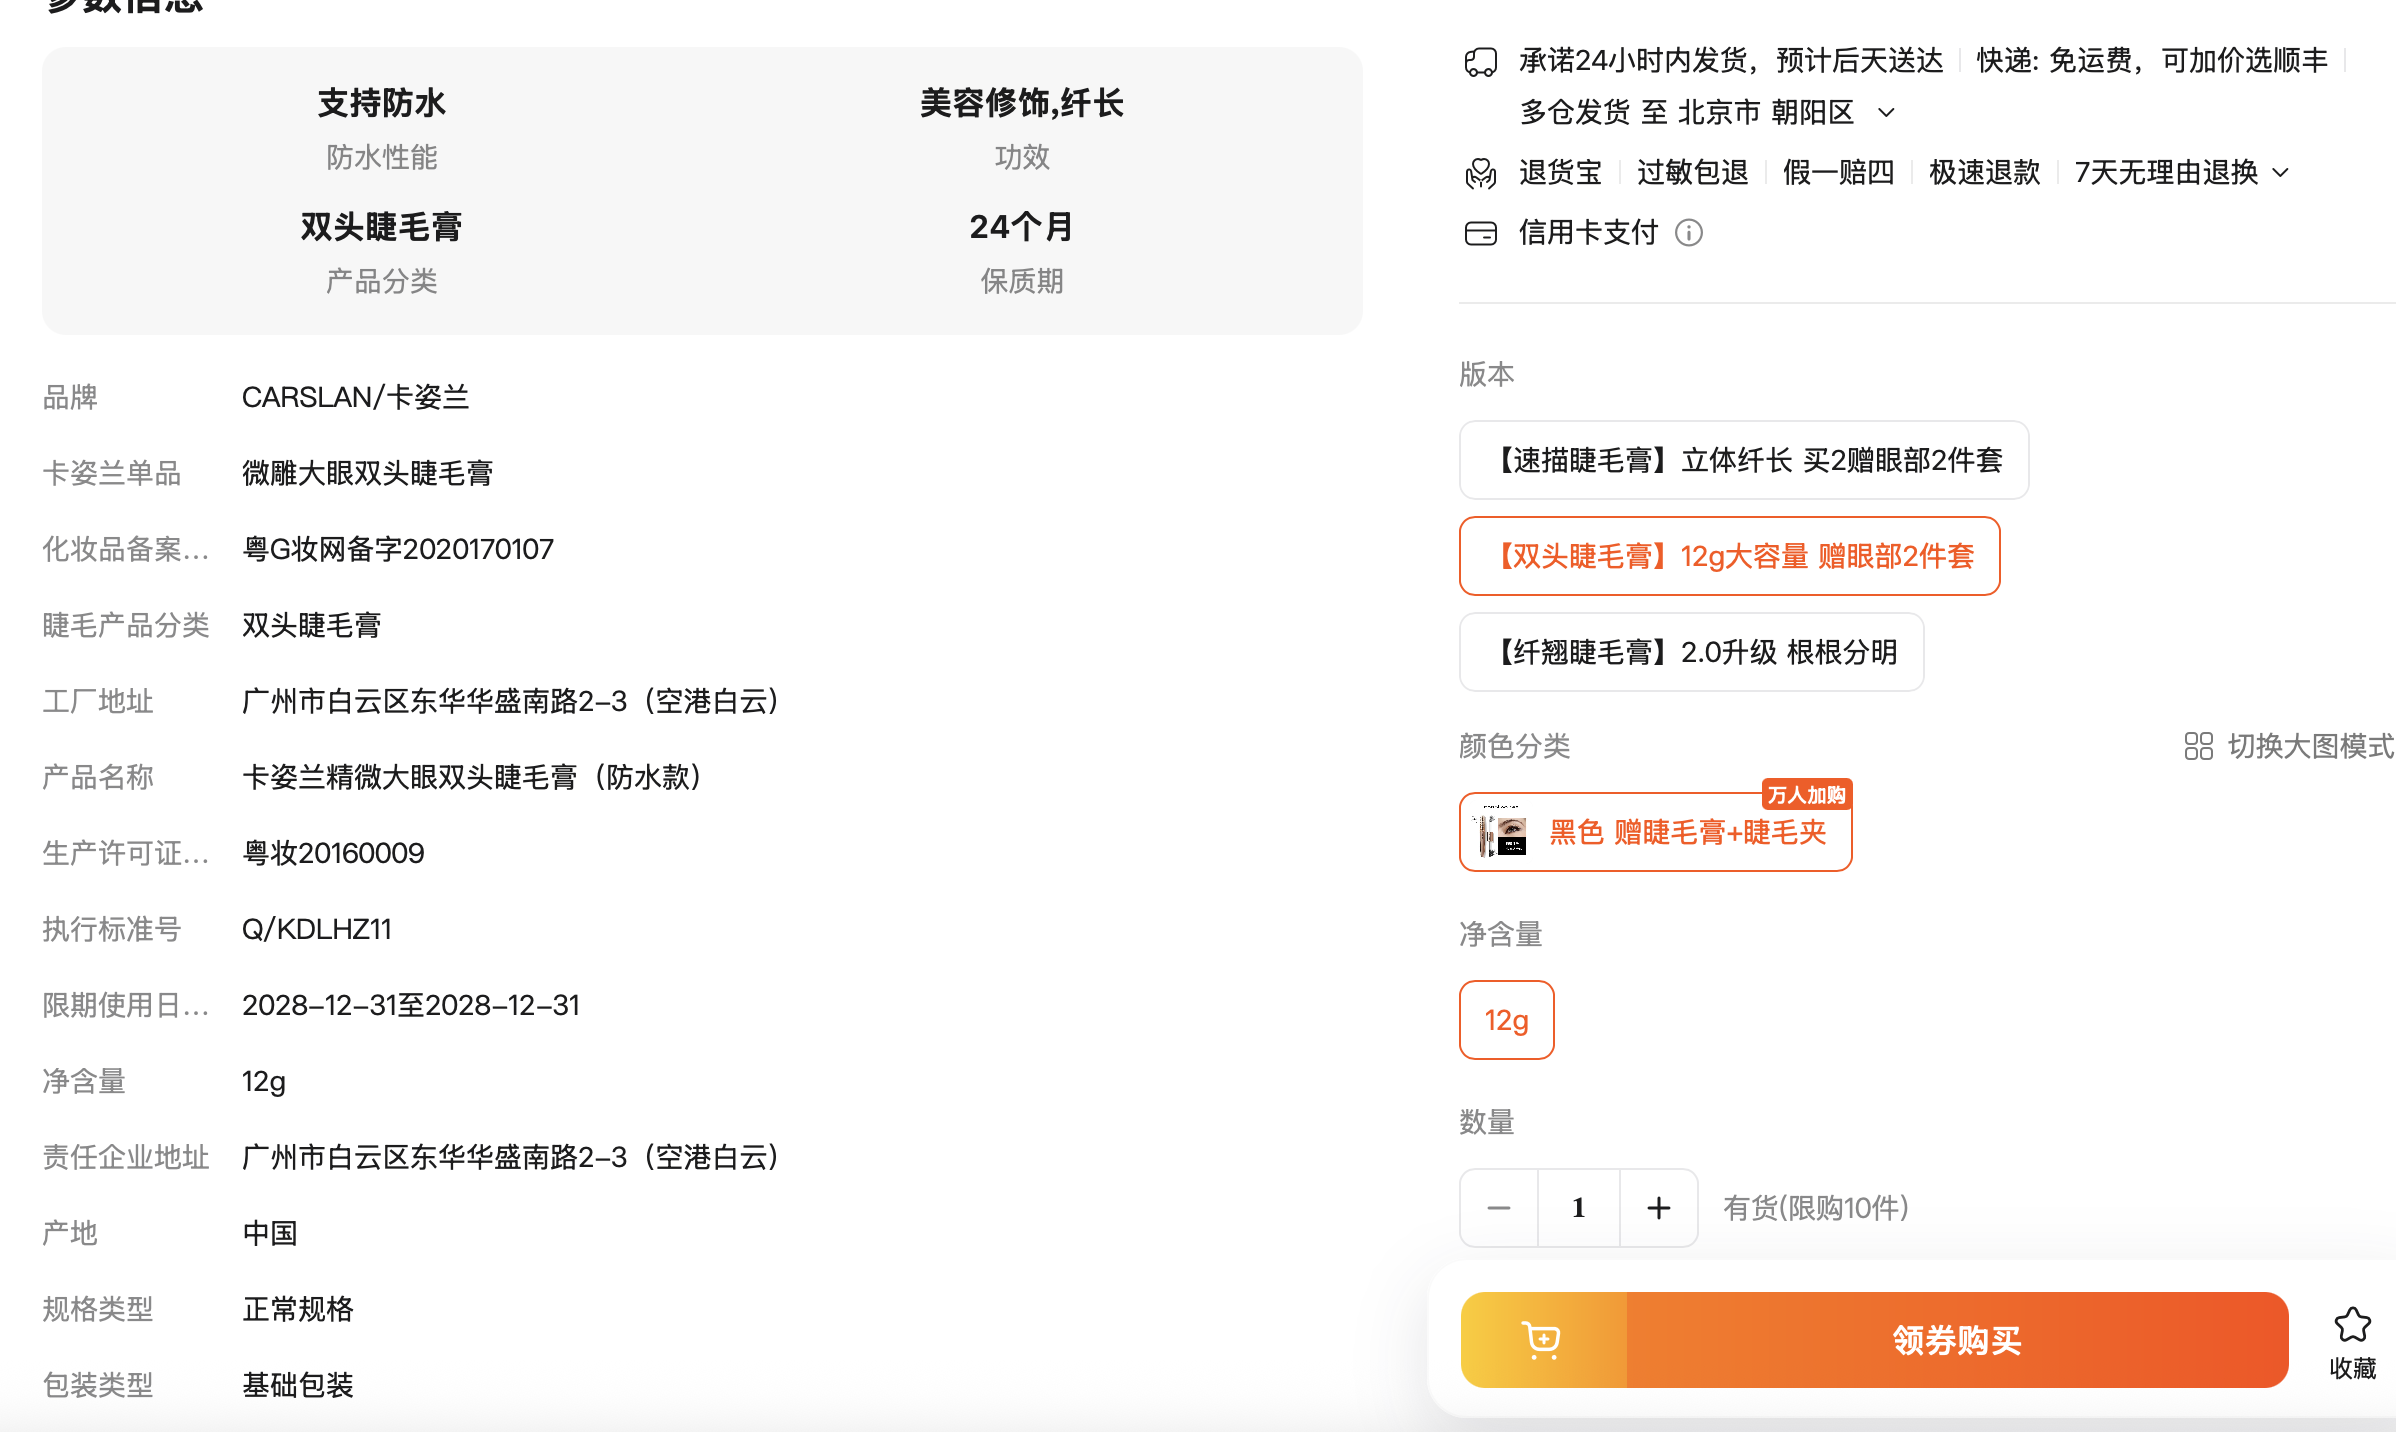 参数信息
支持防水
防水性能
美容修饰,纤长
功效
双头睫毛膏
产品分类
24个月
保质期
品牌 CARSLAN/卡姿兰
卡姿兰单品 微雕大眼双头睫毛膏
化妆品备案... 粤G妆网备字2020170107
睫毛产品分类 双头睫毛膏
工厂地址 广州市白云区东华华盛南路2-3（空港白云）
产品名称 卡姿兰精微大眼双头睫毛膏（防水款）
生产许可证... 粤妆20160009
执行标准号 Q/KDLHZ11
限期使用日... 2028-12-31至2028-12-31
净含量 12g
责任企业地址 广州市白云区东华华盛南路2-3（空港白云）
产地 中国
规格类型 正常规格
包装类型 基础包装
承诺24小时内发货，预计后天送达 快递: 免运费，可加价选顺丰
多仓发货 至 北京市 朝阳区
退货宝 过敏包退 假一赔四 极速退款 7天无理由退换
信用卡支付
版本
【速描睫毛膏】立体纤长 买2赠眼部2件套
【双头睫毛膏】12g大容量 赠眼部2件套
【纤翘睫毛膏】2.0升级 根根分明
颜色分类 切换大图模式
万人加购
黑色 赠睫毛膏+睫毛夹
净含量
12g
数量
1 有货(限购10件)
领券购买
收藏